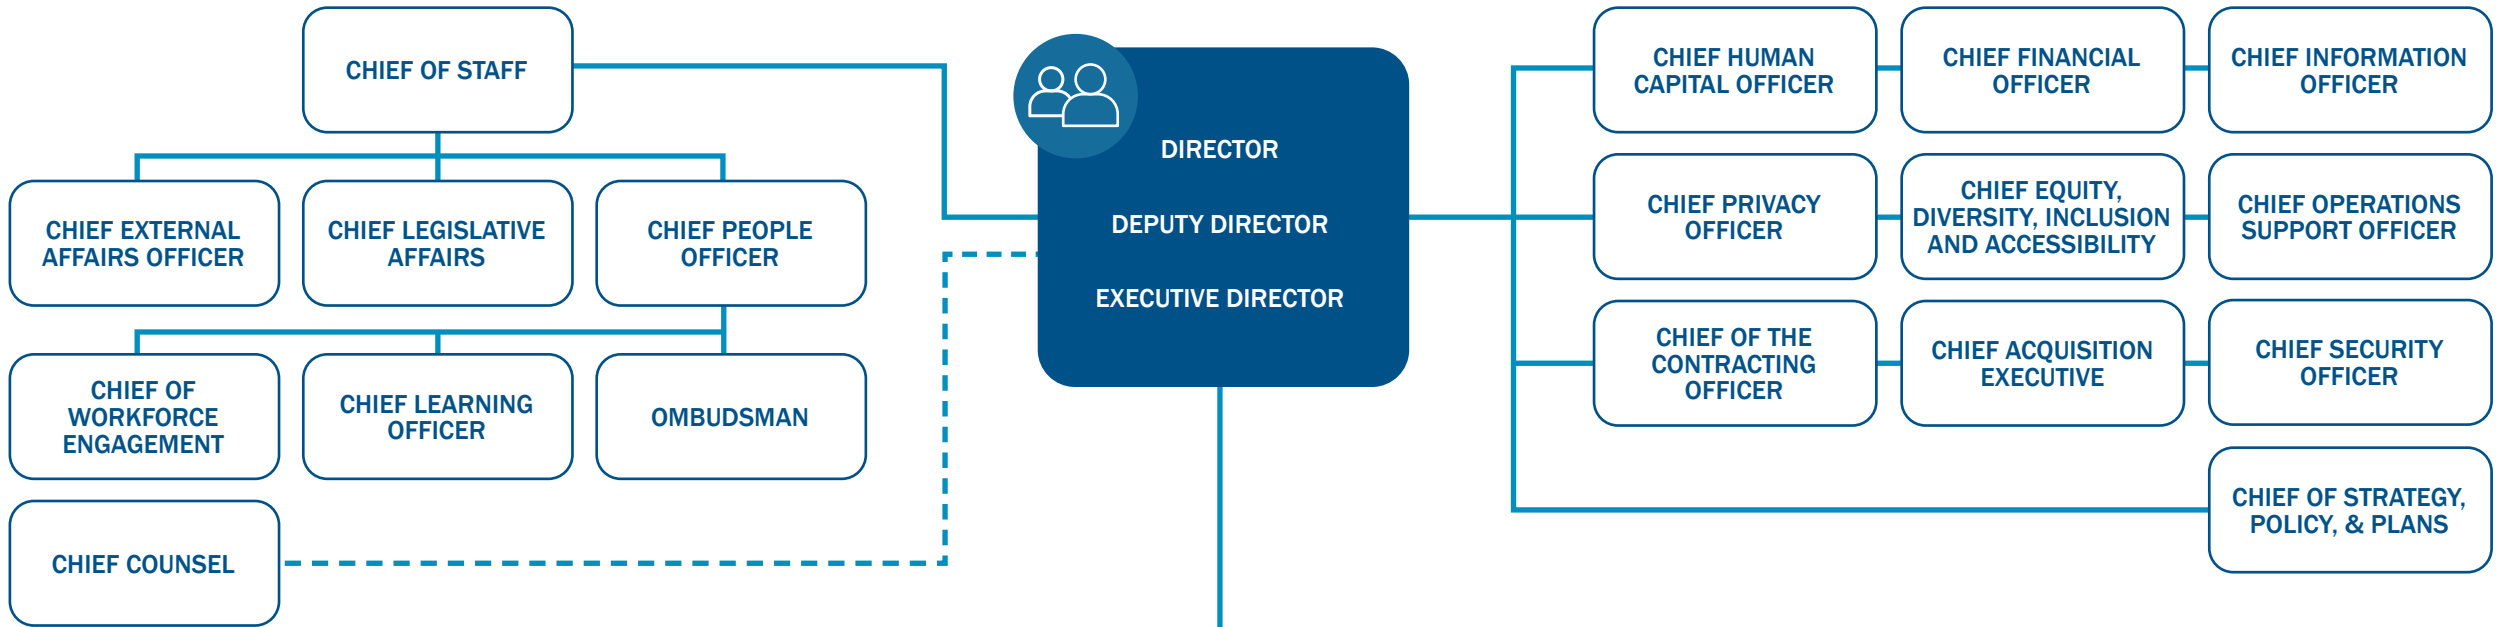 CHIEF OF STAFF
CHIEF EXTERNAL
AFFAIRS OFFICER
CHIEF LEGISLATIVE
AFFAIRS
CHIEF PEOPLE
OFFICER
CHIEF OF
WORKFORCE
ENGAGEMENT
CHIEF LEARNING
OFFICER
OMBUDSMAN
CHIEF COUNSEL
DIRECTOR
DEPUTY DIRECTOR
EXECUTIVE DIRECTOR
CHIEF HUMAN
CAPITAL OFFICER
CHIEF FINANCIAL
OFFICER
CHIEF INFORMATION
OFFICER
CHIEF PRIVACY
OFFICER
CHIEF EQUITY,
DIVERSITY, INCLUSION
AND ACCESSIBILITY
CHIEF OPERATIONS
SUPPORT OFFICER
CHIEF OF THE
CONTRACTING
OFFICER
CHIEF ACQUISITION
EXECUTIVE
CHIEF SECURITY
OFFICER
CHIEF OF STRATEGY,
POLICY, & PLANS